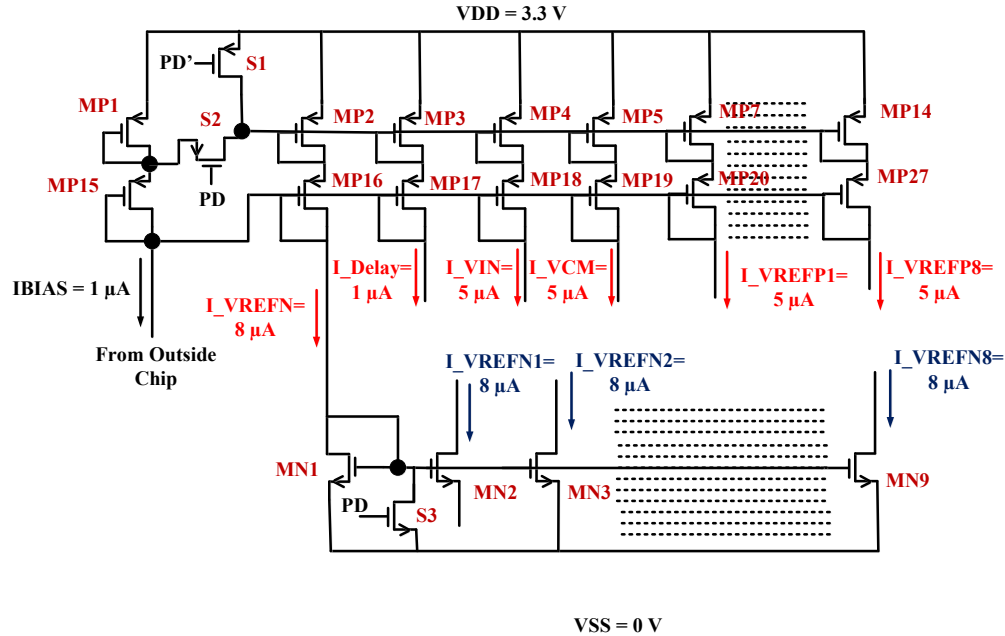 VDD = 3.3 V
PD'
S1
MP1
S2
MP2
MP3
MP4
MP5
MP7
MP14
MP15
PD
MP16
MP17
MP18
MP19
MP20
MP27
IBIAS = 1 µA
I_VREFN=
8 µA
I_Delay=
1 µA
I_VIN=
5 µA
I_VCM=
5 µA
I_VREFP1=
5 µA
I_VREFP8=
5 µA
From Outside
Chip
I_VREFN1=
8 µA
I_VREFN2=
8 µA
I_VREFN8=
8 µA
MN1
MN2
MN3
MN9
PD
S3
VSS = 0 V